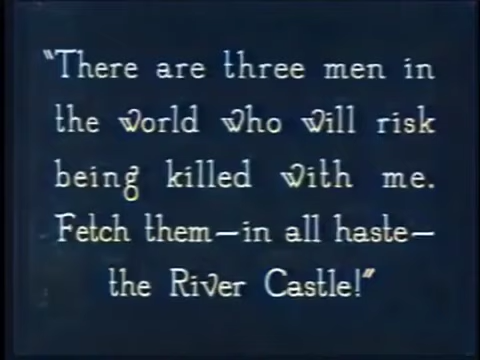 "There are three men in
the world who will risk
being killed with me.
Fetch them—in all haste—
the River Castle!"